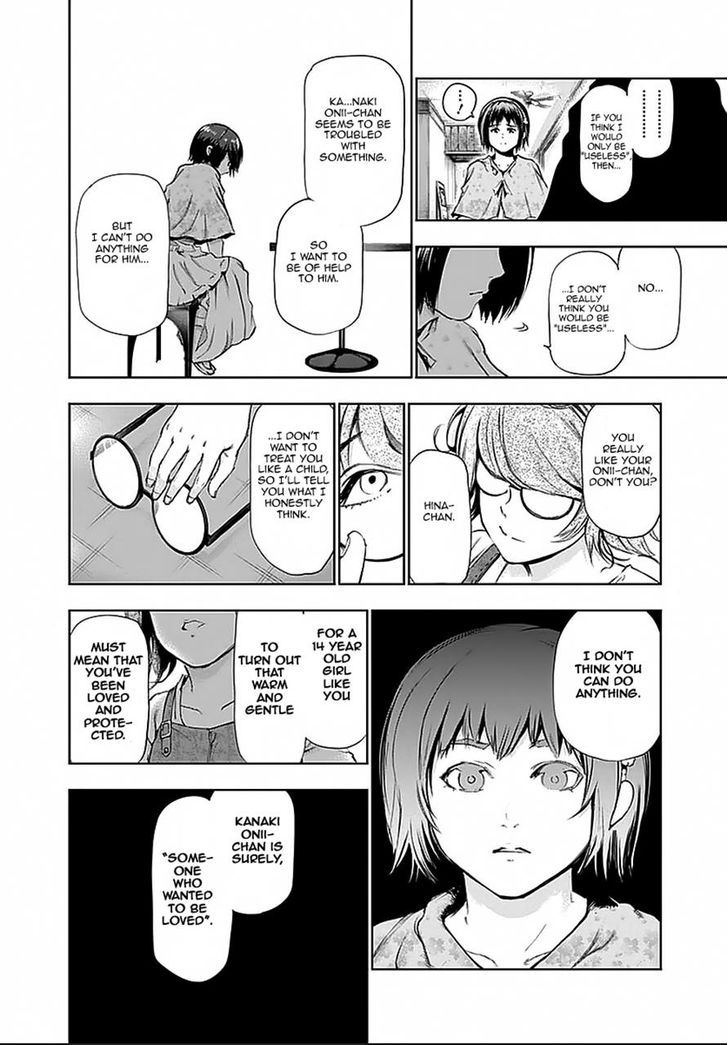 .........
IF YOU
THINK I
WOULD
ONLY BE
"USELESS",
THEN...
...!
NO...
...I DON'T
REALLY
THINK YOU
WOULD BE
"USELESS"...
KA...NAKI
ONII-CHAN
SEEMS TO BE
TROUBLED
WITH
SOMETHING.
SO
I WANT TO
BE OF HELP
TO HIM.
BUT
I CAN'T DO
ANYTHING
FOR HIM...
YOU
REALLY
LIKE YOUR
ONII-CHAN,
DON'T YOU?
HINA-
CHAN.
...I DON'T
WANT TO
TREAT YOU
LIKE A CHILD,
SO I'LL TELL
YOU WHAT I
HONESTLY
THINK.
I DON'T
THINK YOU
CAN DO
ANYTHING.
FOR A
14 YEAR
OLD
GIRL
LIKE
YOU
TO
TURN OUT
THAT
WARM
AND
GENTLE
MUST
MEAN THAT
YOU'VE
BEEN
LOVED
AND
PROTE-
CTED.
KANAKI
ONII-
CHAN IS
SURELY,
"SOME-
ONE
WHO
WANTED
TO BE
LOVED".